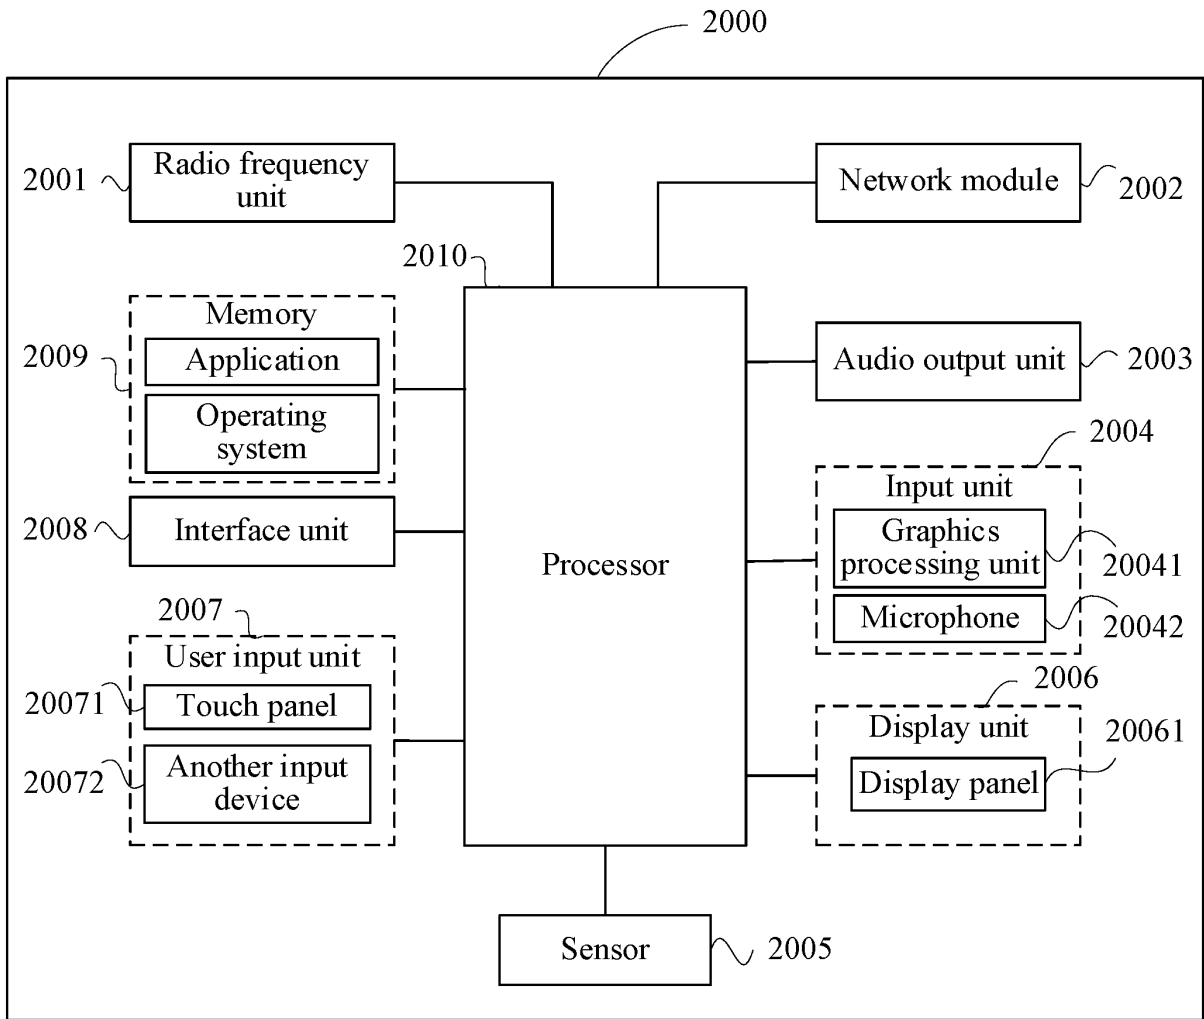 2000
Radio frequency
unit
2001
Network module
2002
2010
Memory
Application
Operating
system
2009
Audio output unit
2003
2004
Input unit
Graphics
processing unit
20041
Microphone
20042
2008
Interface unit
Processor
2007
User input unit
20071
Touch panel
20072
Another input
device
2006
Display unit
20061
Display panel
Sensor
2005